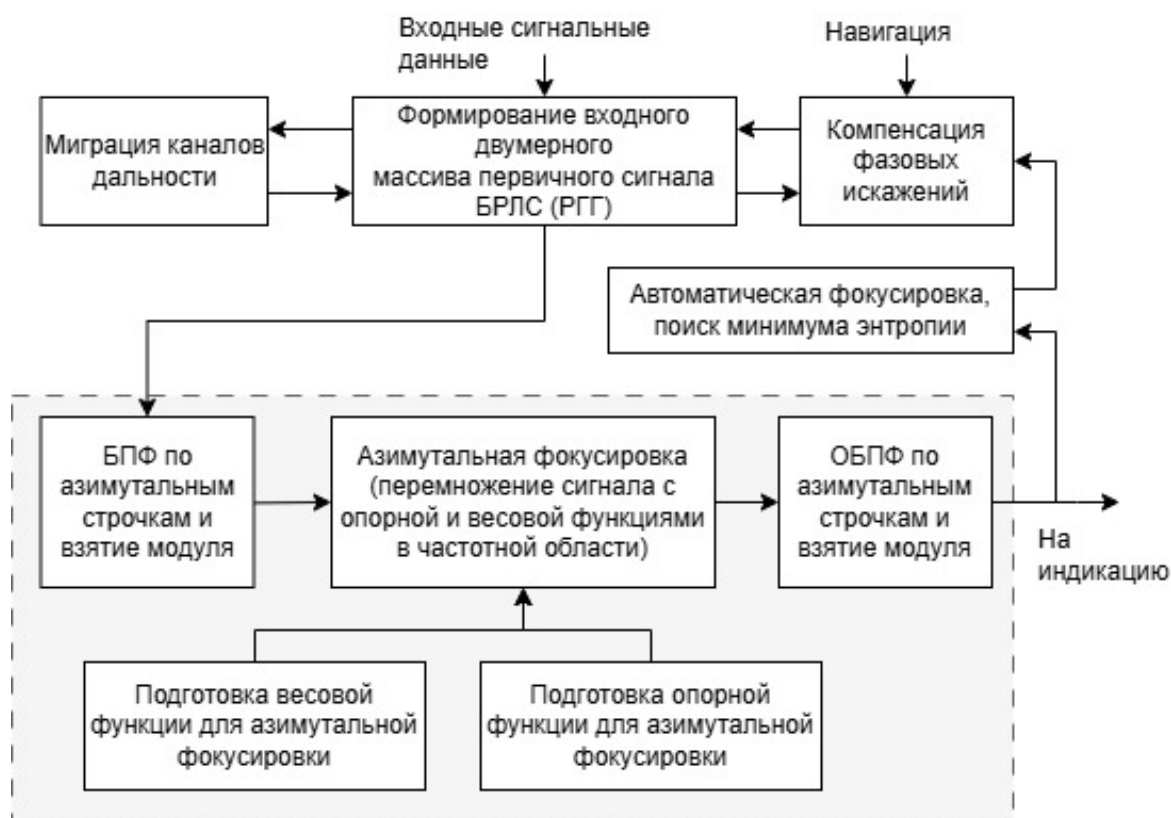 Входные сигнальные
данные
Навигация
Миграция каналов
дальности
Формирование входного
двумерного
массива первичного сигнала
БРЛС (РГГ)
Компенсация
фазовых
искажений
Автоматическая фокусировка,
поиск минимума энтропии
БПФ по
азимутальным
строчкам и
взятие модуля
Азимутальная фокусировка
(перемножение сигнала с
опорной и весовой функциями
в частотной области)
ОБПФ по
азимутальным
строчкам и
взятие модуля
На
индикацию
Подготовка весовой
функции для азимутальной
фокусировки
Подготовка опорной
функции для азимутальной
фокусировки